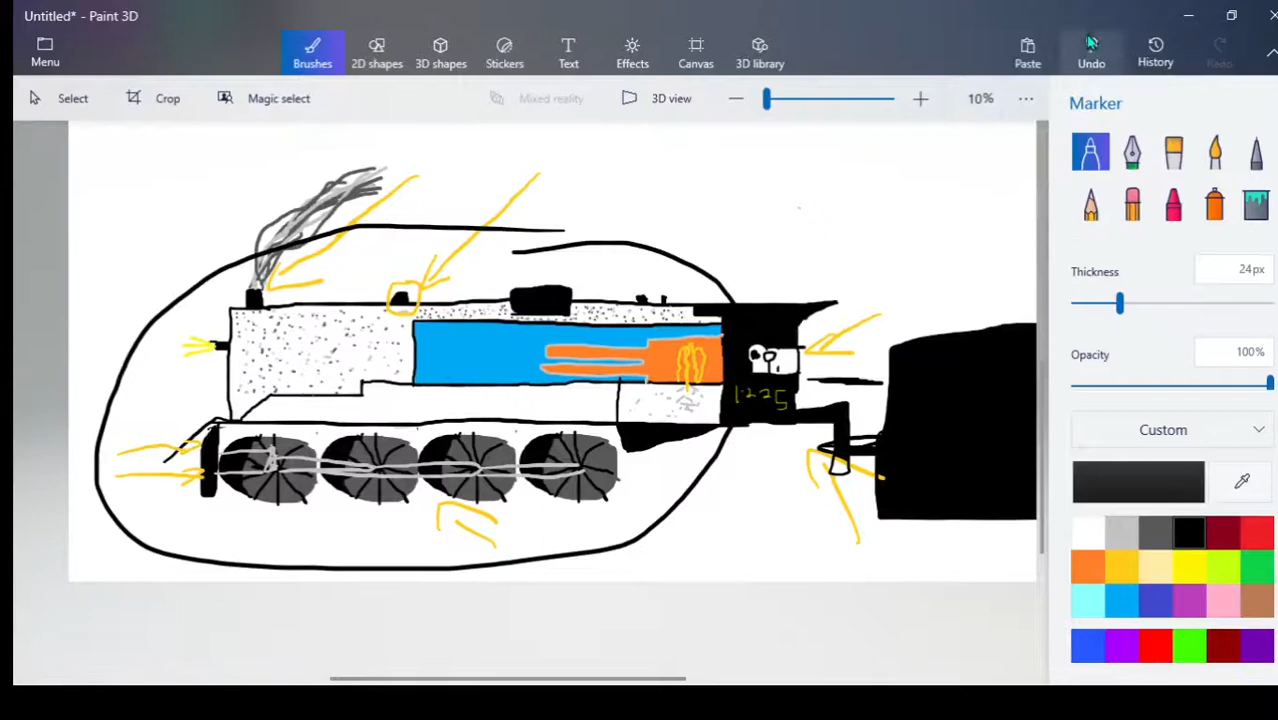 Untitled* - Paint 3D
Menu
Brushes
2D shapes
3D shapes
Stickers
Text
Effects
Canvas
3D library
Paste
Undo
History
Redo
Select
Crop
Magic select
Mixed reality
3D view
10%
Marker
Thickness
24px
Opacity
100%
Custom
1225